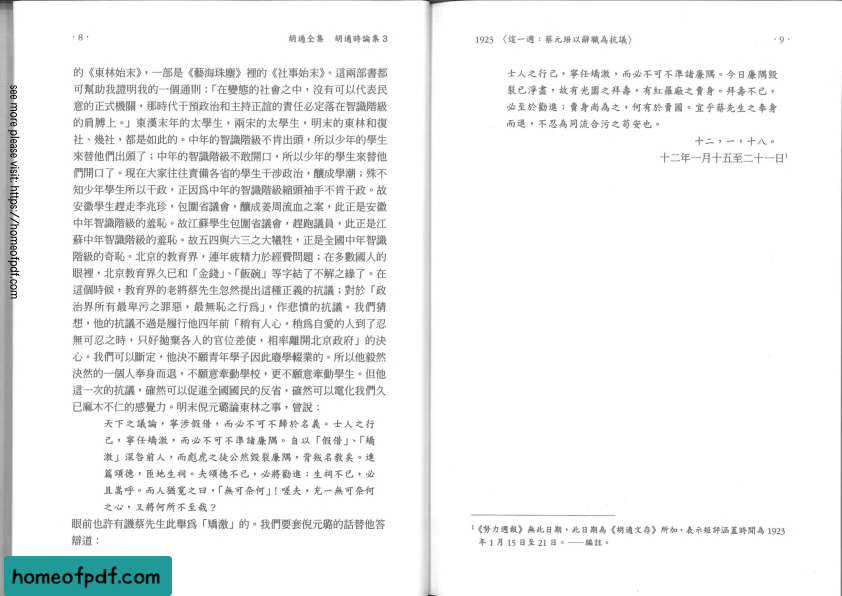 ·8·
胡適全集 胡適時論集3
的《東林始末》，一部是《藝海珠塵》裡的《社事始末》。這兩部書都
可幫助我證明我的一個通則：「在變態的社會之中，沒有可以代表民
意的正式機關，那時代干預政治和主持正誼的責任必定落在智識階級
的肩膊上。」東漢末年的太學生，兩宋的太學生，明末的東林和復
社、幾社，都是如此的。中年的智識階級不肯出頭，所以少年的學生
來替他們出頭了；中年的智識階級不敢開口，所以少年的學生來替他
們開口了。現在大家往往責備各省的學生干涉政治，釀成學潮；殊不
知少年學生所以干政，正因為中年的智識階級縮頭袖手不肯干政。故
安徽學生趕走李兆珍，包圍省議會，釀成姜周流血之案，此正是安徽
中年智識階級的羞恥。故江蘇學生包圍省議會，趕跑議員，此正是江
蘇中年智識階級的羞恥。故五四與六三之大犧牲，正是全國中年智識
階級的奇恥。北京的教育界，連年疲精力於經費問題；在多數國人的
眼裡，北京教育界久已和「金錢」、「飯碗」等字結了不解之緣了。在
這個時候，教育界的老將蔡先生忽然提出這種正義的抗議；對於「政
治界所有最卑污之罪惡，最無恥之行為」，作悲憤的抗議。我們猜
想，他的抗議不過是履行他四年前「稍有人心，稍為自愛的人到了忍
無可忍之時，只好拋棄各人的官位差使，相率離開北京政府」的決
心。我們可以斷定，他決不願青年學子因此廢學輟業的。所以他毅然
決然的一個人奉身而退，不願意牽動學校，更不願意牽動學生。但他
這一次的抗議，確然可以促進全國國民的反省，確然可以電化我們久
已麻木不仁的感覺力。明末倪元璐論東林之事，曾說：
天下之議論，寧涉假借，而必不可不歸於名義。士人之行
己，寧任矯激，而必不可不準諸廉隅。自以「假借」、「矯
激」深咎前人，而彪虎之徒公然毀裂廉隅，背叛名教矣。連
篇頌德，匝地生祠。夫頌德不已，必將勸進；生祠不已，必
且嵩呼。而人猶寬之曰，「無可奈何」！嗟夫，充一無可奈何
之心，又將何所不至哉？
眼前也許有譏蔡先生此舉為「矯激」的。我們要套倪元璐的話替他答
辯道：
1923 〈這一週：蔡元培以辭職為抗議〉
·9·
士人之行己，寧任矯激，而必不可不準諸廉隅。今日廉隅毀
裂已淨盡，故有光園之拜壽，有紅羅廠之賣身。拜壽不已，
必至於勸進；賣身尚為之，何有於賣國。宜乎蔡先生之奉身
而退，不忍為同流合污之苟安也。
十二，一，十八。
十二年一月十五至二十一日1
1《努力週報》無此日期，此日期為《胡適文存》所加，表示短評涵蓋時間為 1923
年 1 月 15 日至 21 日。——編註。
see more please visit: https://homeofpdf.com
homeofpdf.com